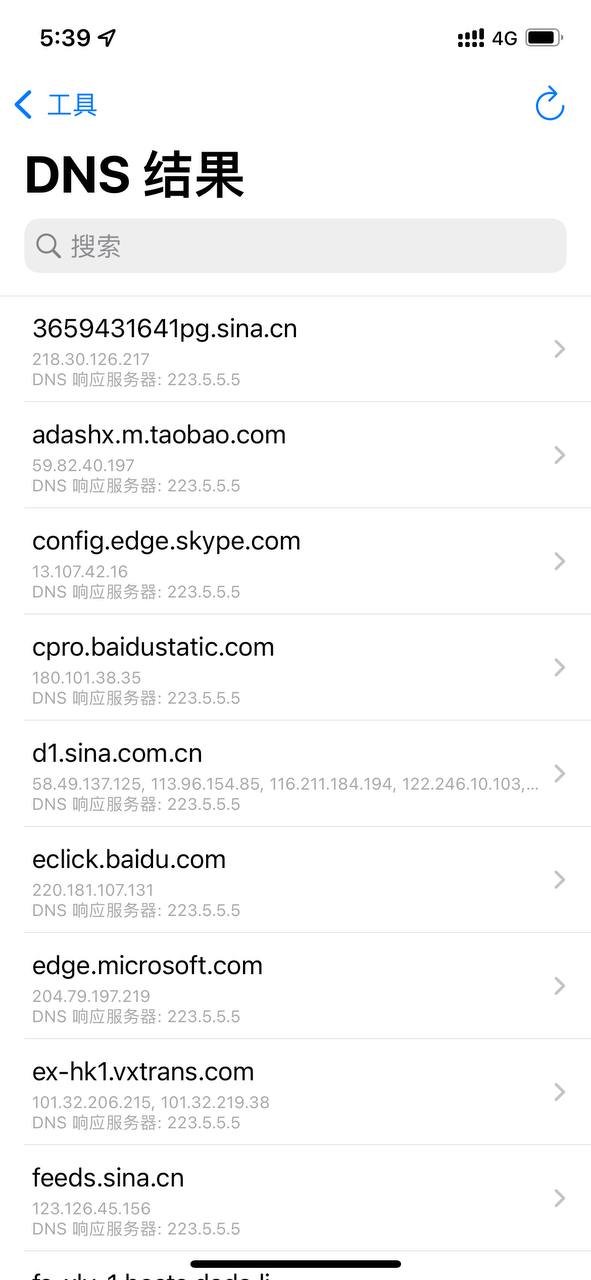 5:39
4G
工具
DNS 结果
搜索
3659431641pg.sina.cn
218.30.126.217
DNS 响应服务器: 223.5.5.5
adashx.m.taobao.com
59.82.40.197
DNS 响应服务器: 223.5.5.5
config.edge.skype.com
13.107.42.16
DNS 响应服务器: 223.5.5.5
cpro.baidustatic.com
180.101.38.35
DNS 响应服务器: 223.5.5.5
d1.sina.com.cn
58.49.137.125, 113.96.154.85, 116.211.184.194, 122.246.10.103,...
DNS 响应服务器: 223.5.5.5
eclick.baidu.com
220.181.107.131
DNS 响应服务器: 223.5.5.5
edge.microsoft.com
204.79.197.219
DNS 响应服务器: 223.5.5.5
ex-hk1.vxtrans.com
101.32.206.215, 101.32.219.38
DNS 响应服务器: 223.5.5.5
feeds.sina.cn
123.126.45.156
DNS 响应服务器: 223.5.5.5